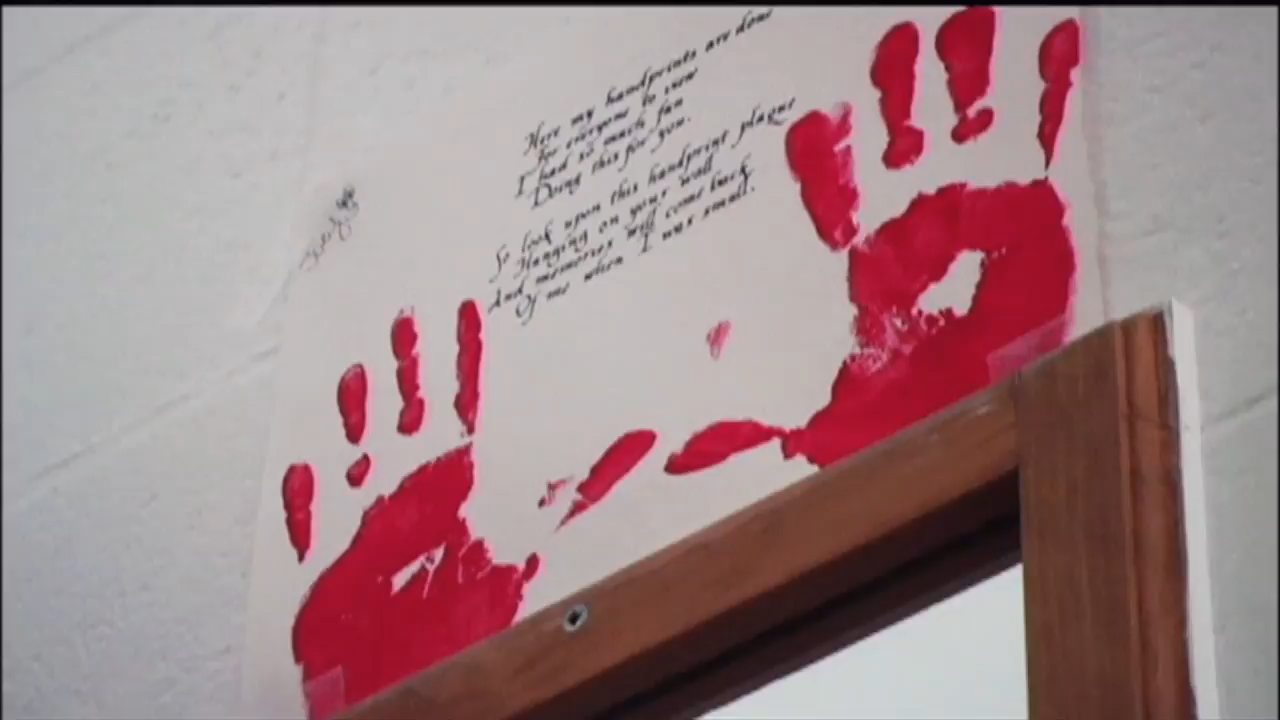 Here my handprints are done
For everyone to view
I had so much fun
Doing this for you.
So look upon this handprint plaque
Hanging on your wall
And memories will come back
Of me when I was small.